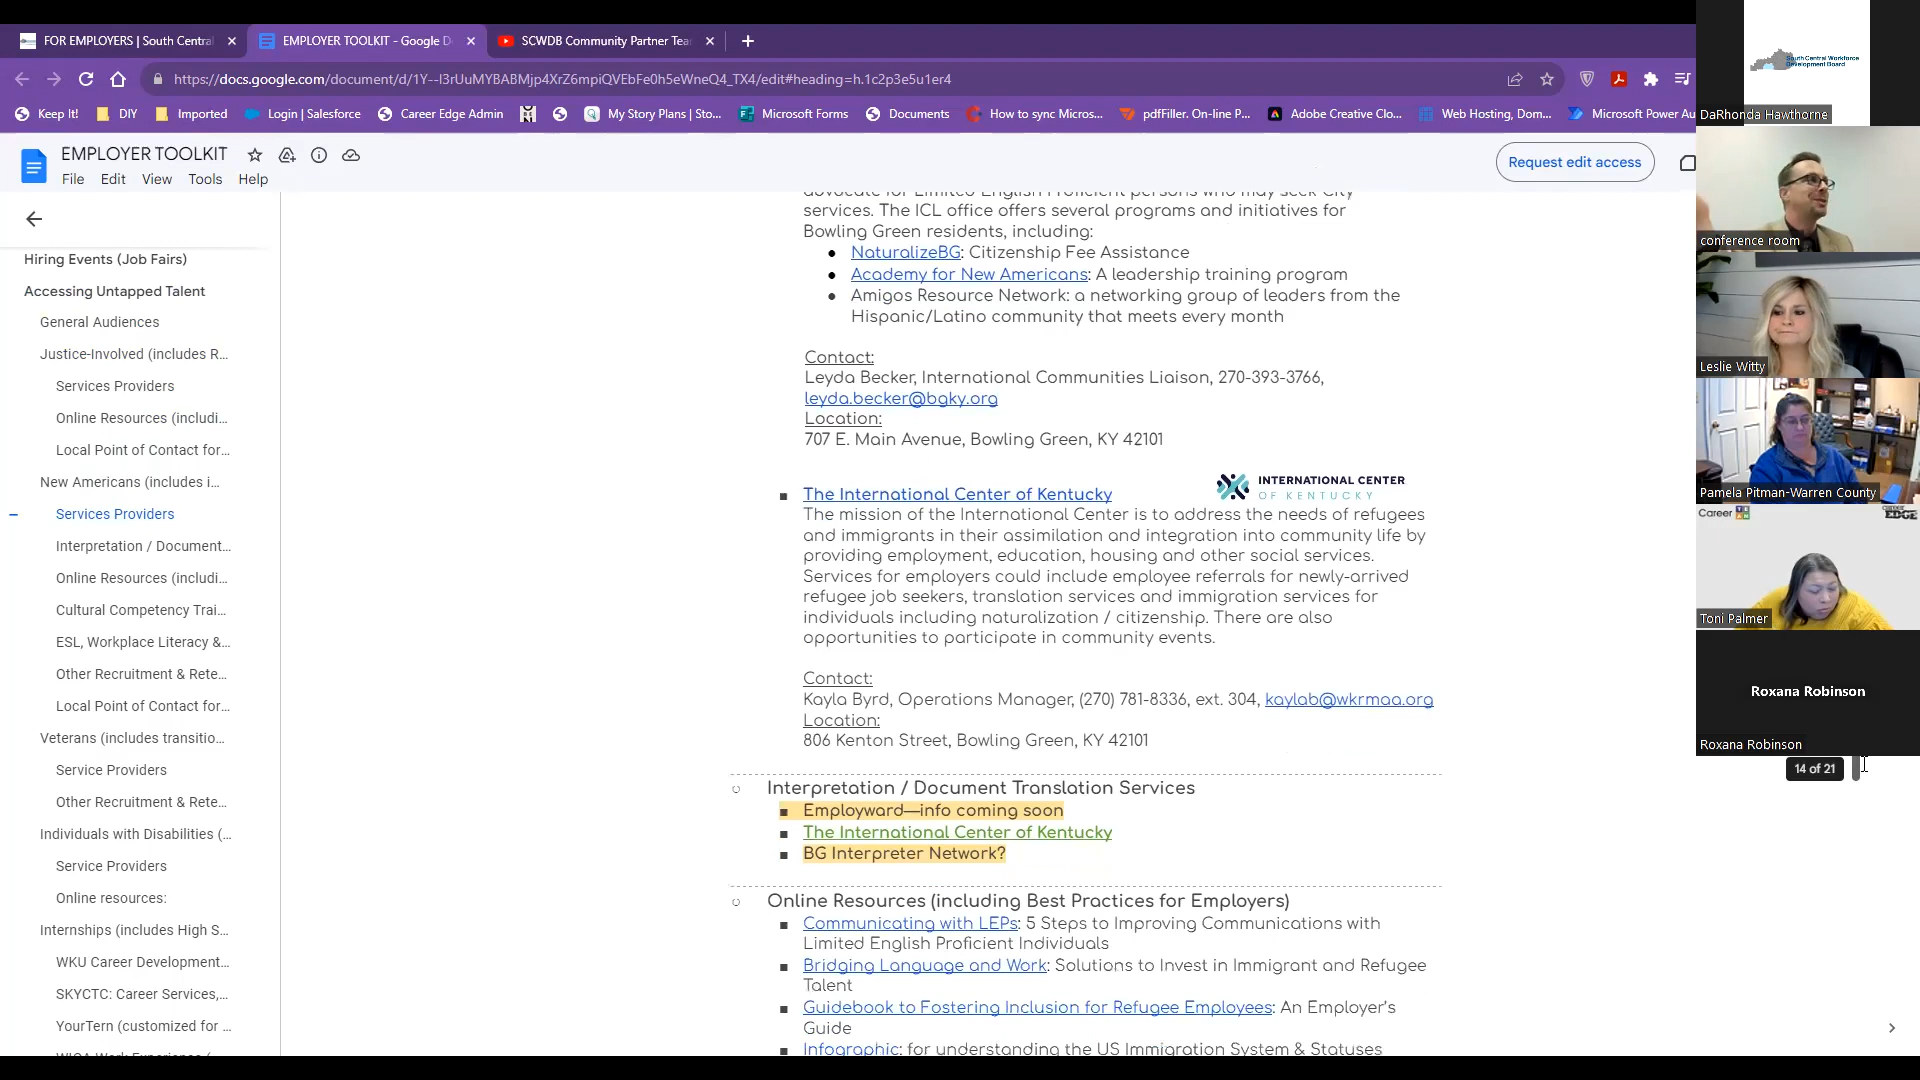 FOR EMPLOYERS | South Central
EMPLOYER TOOLKIT - Google D
SCWDB Community Partner Tea
https://docs.google.com/document/d/1Y--I3rUuMYBABMjp4XrZ6mpiQVEbFe0h5eWneQ4_TX4/edit#heading=h.1c2p3e5u1er4
Keep It!
DIY
Imported
Login | Salesforce
Career Edge Admin
My Story Plans | Sto...
Microsoft Forms
Documents
How to sync Micros...
pdfFiller. On-line P...
Adobe Creative Clo...
Web Hosting, Dom...
Microsoft Power Au
EMPLOYER TOOLKIT
File Edit View Tools Help
Request edit access
Hiring Events (Job Fairs)
Accessing Untapped Talent
General Audiences
Justice-Involved (includes R...
Services Providers
Online Resources (includi...
Local Point of Contact for...
New Americans (includes i...
Services Providers
Interpretation / Document...
Online Resources (includi...
Cultural Competency Trai...
ESL, Workplace Literacy &...
Other Recruitment & Rete...
Local Point of Contact for...
Veterans (includes transitio...
Service Providers
Other Recruitment & Rete...
Individuals with Disabilities (...
Service Providers
Online resources:
Internships (includes High S...
WKU Career Development...
SKYCTC: Career Services,...
YourTern (customized for ...
advocate for Limited English Proficient persons who may seek City
services. The ICL office offers several programs and initiatives for
Bowling Green residents, including:
● NaturalizeBG: Citizenship Fee Assistance
● Academy for New Americans: A leadership training program
● Amigos Resource Network: a networking group of leaders from the
Hispanic/Latino community that meets every month
Contact:
Leyda Becker, International Communities Liaison, 270-393-3766,
leyda.becker@bgky.org
Location:
707 E. Main Avenue, Bowling Green, KY 42101
INTERNATIONAL CENTER
OF KENTUCKY
■ The International Center of Kentucky
The mission of the International Center is to address the needs of refugees
and immigrants in their assimilation and integration into community life by
providing employment, education, housing and other social services.
Services for employers could include employee referrals for newly-arrived
refugee job seekers, translation services and immigration services for
individuals including naturalization / citizenship. There are also
opportunities to participate in community events.
Contact:
Kayla Byrd, Operations Manager, (270) 781-8336, ext. 304, kaylab@wkrmaa.org
Location:
806 Kenton Street, Bowling Green, KY 42101
○ Interpretation / Document Translation Services
■ Employward—info coming soon
■ The International Center of Kentucky
■ BG Interpreter Network?
○ Online Resources (including Best Practices for Employers)
■ Communicating with LEPs: 5 Steps to Improving Communications with
Limited English Proficient Individuals
■ Bridging Language and Work: Solutions to Invest in Immigrant and Refugee
Talent
■ Guidebook to Fostering Inclusion for Refugee Employees: An Employer's
Guide
■ Infographic: for understanding the US Immigration System & Statuses
South Central Workforce
Development Board
DaRhonda Hawthorne
conference room
Leslie Witty
Pamela Pitman-Warren County
Career TEAM
CAREER EDGE
Toni Palmer
Roxana Robinson
Roxana Robinson
14 of 21